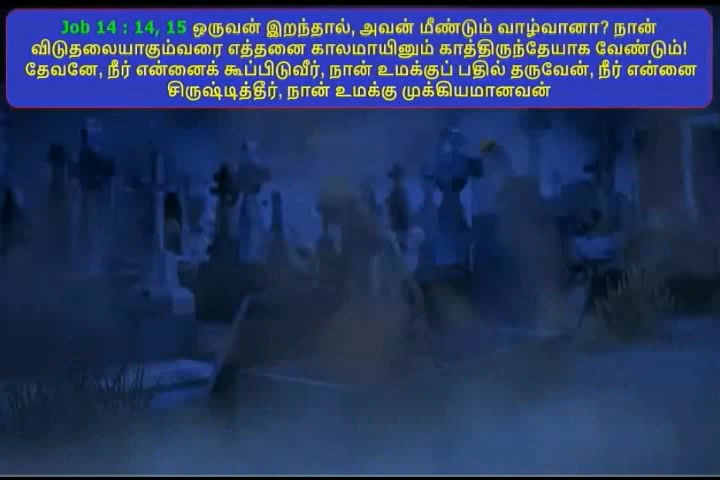 Job 14 : 14, 15 ஒருவன் இறந்தால், அவன் மீண்டும் வாழ்வானா? நான்
விடுதலையாகும்வரை எத்தனை காலமாயினும் காத்திருந்தேயாக வேண்டும்!
தேவனே, நீர் என்னைக் கூப்பிடுவீர், நான் உமக்குப் பதில் தருவேன், நீர் என்னை
சிருஷ்டித்தீர், நான் உமக்கு முக்கியமானவன்